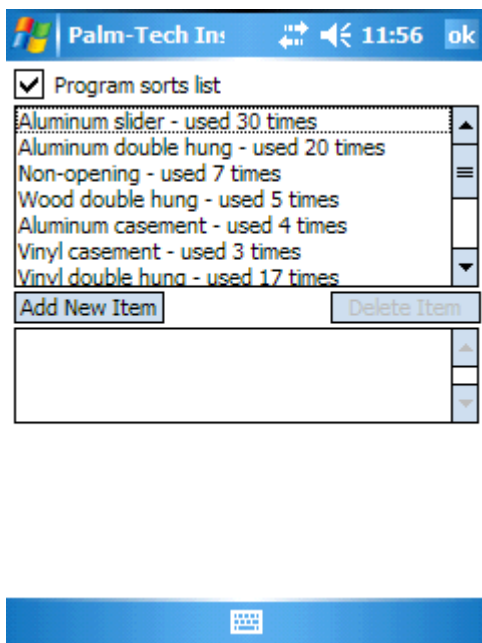 Palm-Tech Ins
11:56 ok
Program sorts list
Aluminum slider - used 30 times
Aluminum double hung - used 20 times
Non-opening - used 7 times
Wood double hung - used 5 times
Aluminum casement - used 4 times
Vinyl casement - used 3 times
Vinyl double hung - used 17 times
Add New Item
Delete Item